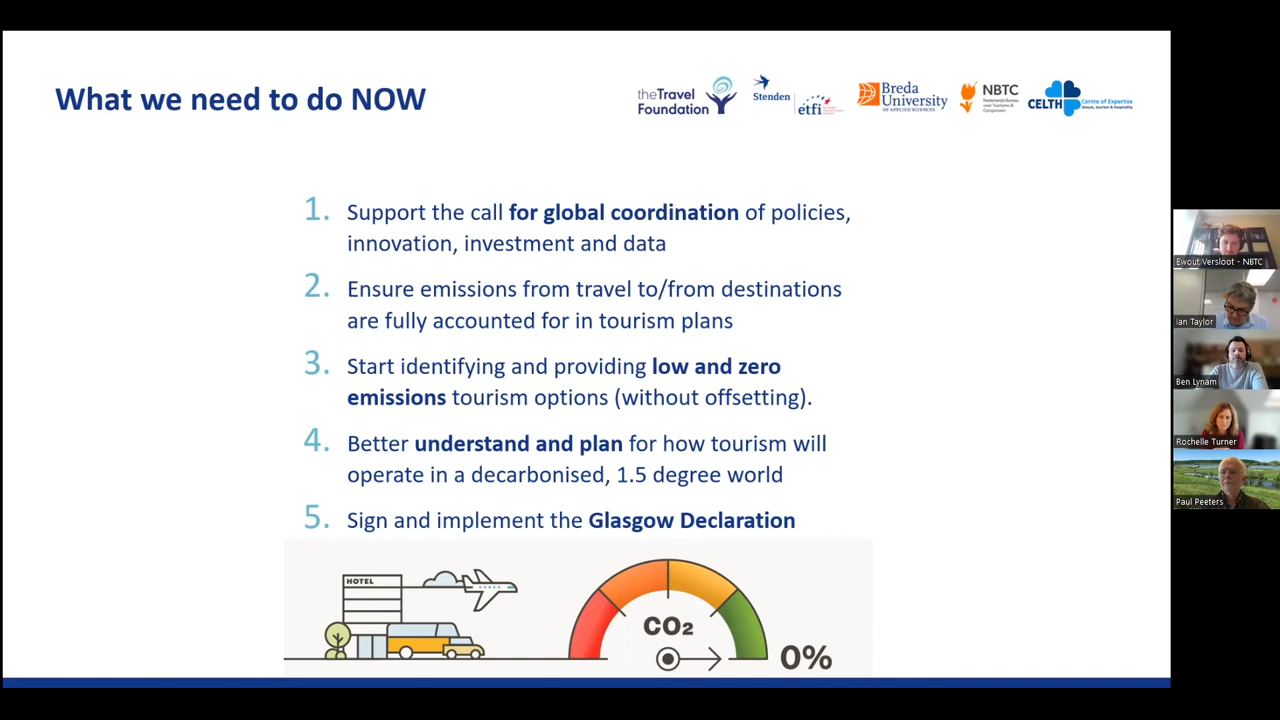 What we need to do NOW
theTravel
Foundation
Stenden
etfi
Breda
University
OF APPLIED SCIENCES
NBTC
CELTH
Centre of Expertise
leisure, tourism & hospitality
1. Support the call for global coordination of policies,
innovation, investment and data
2. Ensure emissions from travel to/from destinations
are fully accounted for in tourism plans
3. Start identifying and providing low and zero
emissions tourism options (without offsetting).
4. Better understand and plan for how tourism will
operate in a decarbonised, 1.5 degree world
5. Sign and implement the Glasgow Declaration
HOTEL
CO2
0%
Ewout Versloot - NBTC
Ian Taylor
Ben Lynam
Rochelle Turner
Paul Peeters